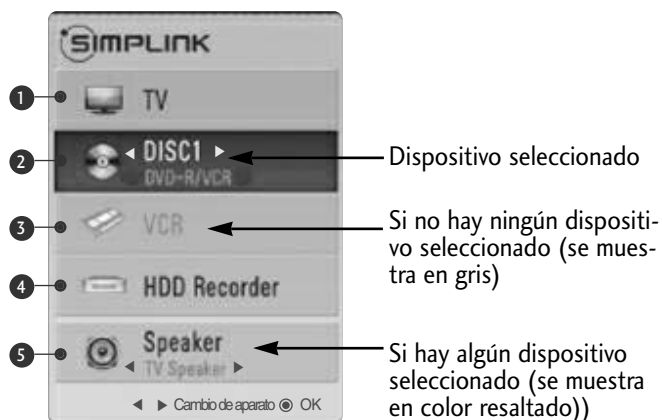 SIMPLINK
1 TV
2 ◄ DISC1 ►
DVD-R/VCR
Dispositivo seleccionado
3 VCR
Si no hay ningún dispositi-
vo seleccionado (se mues-
tra en gris)
4 HDD Recorder
5 Speaker
◄ TV Speaker ►
Si hay algún dispositivo
seleccionado (se muestra
en color resaltado))
◄ ► Cambio de aparato ◉ OK